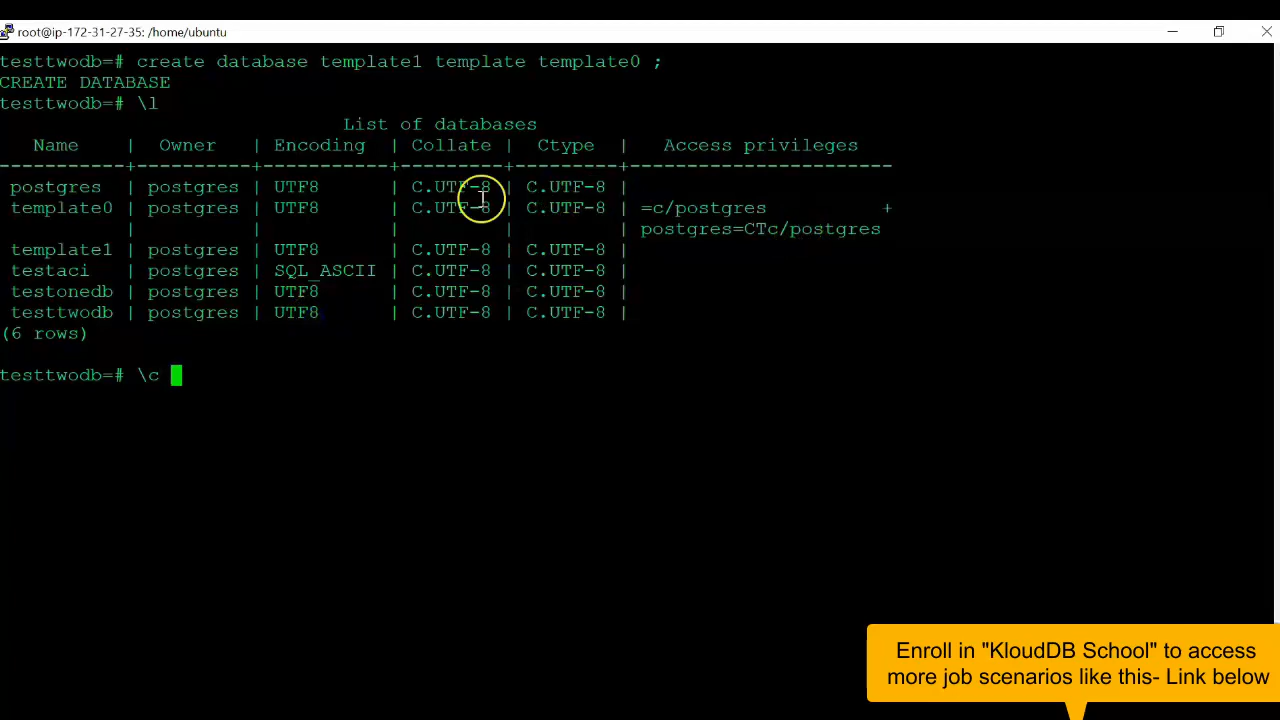 root@ip-172-31-27-35: /home/ubuntu
testtwodb=# create database template1 template template0 ;
CREATE DATABASE
testtwodb=# \l
List of databases
Name | Owner | Encoding | Collate | Ctype | Access privileges
-----------+----------+-----------+---------+---------+-----------------------
postgres | postgres | UTF8 | C.UTF-8 | C.UTF-8 |
template0 | postgres | UTF8 | C.UTF-8 | C.UTF-8 | =c/postgres +
| | | | | postgres=CTc/postgres
template1 | postgres | UTF8 | C.UTF-8 | C.UTF-8 |
testaci | postgres | SQL_ASCII | C.UTF-8 | C.UTF-8 |
testonedb | postgres | UTF8 | C.UTF-8 | C.UTF-8 |
testtwodb | postgres | UTF8 | C.UTF-8 | C.UTF-8 |
(6 rows)
testtwodb=# \c
Enroll in "KloudDB School" to access
more job scenarios like this- Link below